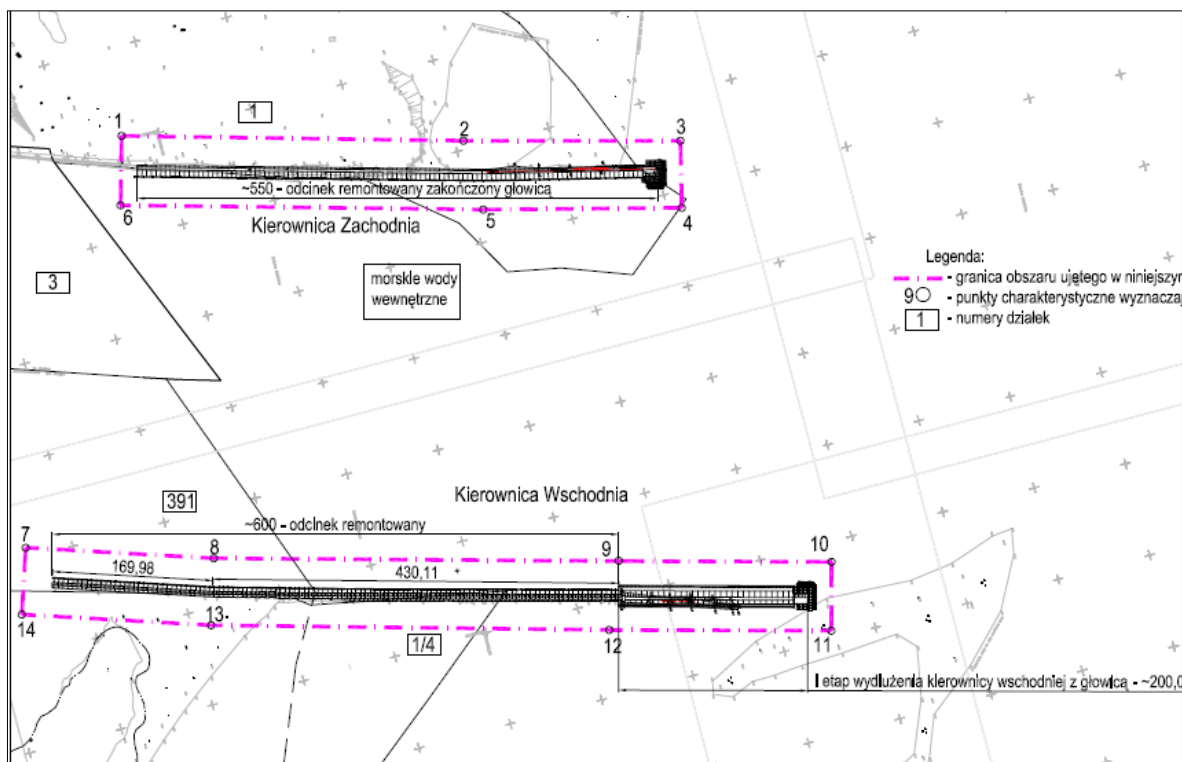 1
1
2
3
~550 - odcinek remontowany zakończony głowicą
6
5
4
Kierownica Zachodnia
Legenda:
- granica obszaru ujętego w niniejszym
9 - punkty charakterystyczne wyznaczaj
1 - numery działek
3
morskie wody
wewnętrzne
Kierownica Wschodnia
391
~600 - odcinek remontowany
7
8
9
10
169,98
430,11
14
13
12
11
1/4
I etap wydłużenia kierownicy wschodniej z głowicą - ~200,0